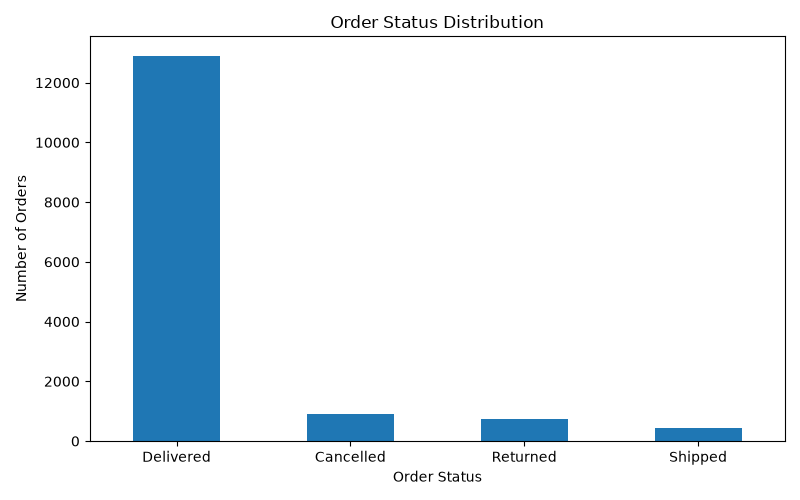 Order Status Distribution
Number of Orders
12000
10000
8000
6000
4000
2000
0
Delivered
Cancelled
Returned
Shipped
Order Status